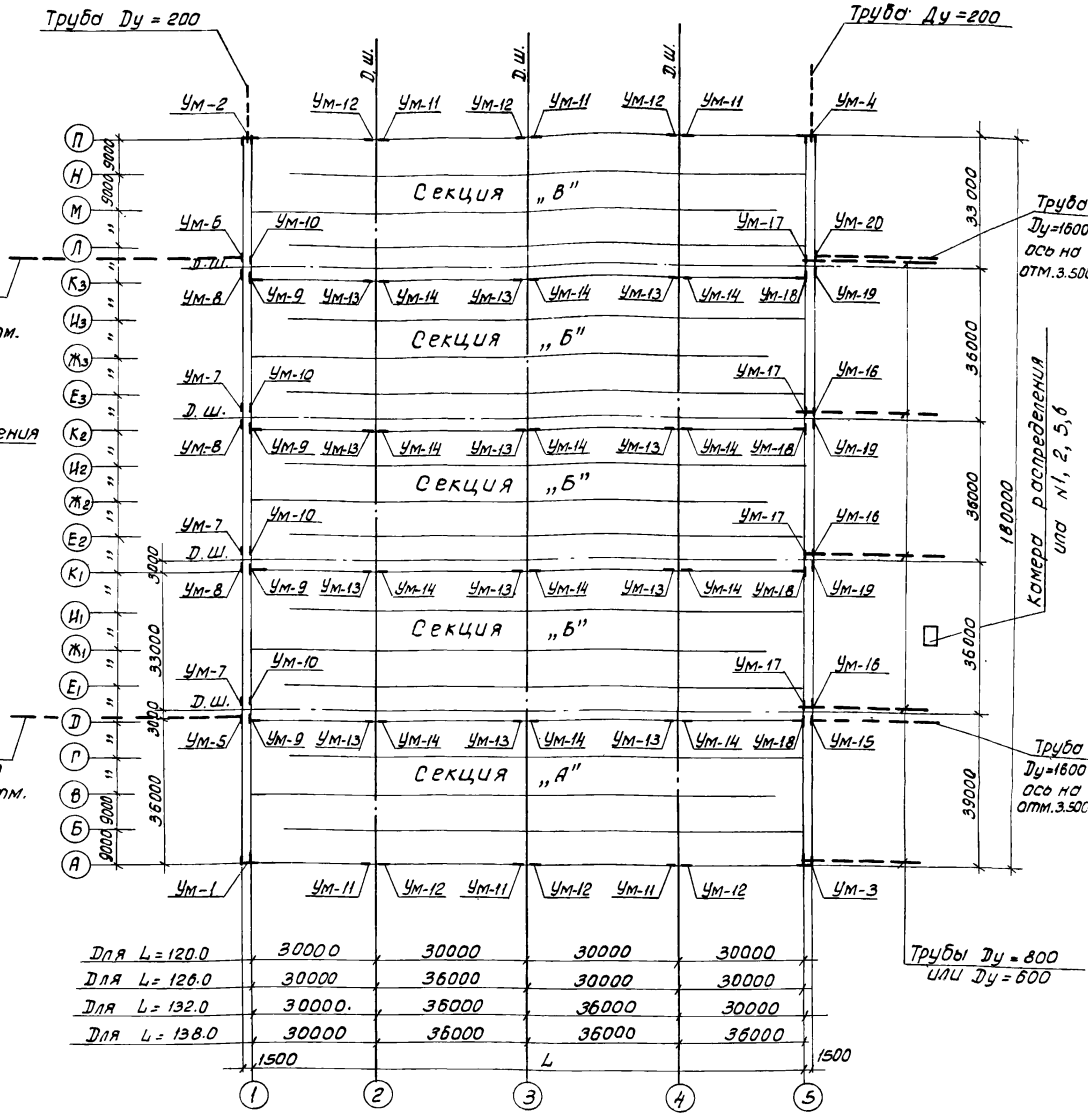 Труба Ду = 200
Труба Ду = 200
Д.Ш.
Д.Ш.
Д.Ш.
Ум-2
Ум-12
Ум-11
Ум-12
Ум-11
Ум-12
Ум-11
Ум-4
П
Н
М
Л
К3
И3
Ж3
Е3
К2
И2
Ж2
Е2
К1
И1
Ж1
Е1
Д
Г
В
Б
А
9000
9000
"
"
"
"
"
"
"
"
"
"
"
"
"
"
9000
9000
3000
33000
3000
36000
Секция „В"
Ум-6
Ум-10
Ум-17
Ум-20
Д.Ш.
Ум-8
Ум-9
Ум-13
Ум-14
Ум-13
Ум-14
Ум-13
Ум-14
Ум-18
Ум-19
Секция „Б"
Ум-7
Ум-10
Ум-17
Ум-16
Д.Ш.
Ум-8
Ум-9
Ум-13
Ум-14
Ум-13
Ум-14
Ум-13
Ум-14
Ум-18
Ум-19
Секция „Б"
Ум-7
Ум-10
Ум-17
Ум-16
Д.Ш.
Ум-8
Ум-9
Ум-13
Ум-14
Ум-13
Ум-14
Ум-13
Ум-14
Ум-18
Ум-19
Секция „Б"
Ум-7
Ум-10
Ум-17
Ум-16
Д.Ш.
Ум-5
Ум-9
Ум-13
Ум-14
Ум-13
Ум-14
Ум-13
Ум-14
Ум-18
Ум-15
Секция „А"
Ум-1
Ум-11
Ум-12
Ум-11
Ум-12
Ум-11
Ум-12
Ум-3
33000
36000
36000
36000
39000
180000
Труба
Ду=1600
ось на
отм.3.500
камера распределения
ила №1, 2, 5, 6
Труба
Ду=1600
ось на
отм.3.500
Трубы Ду = 800
или Ду = 600
тм.
ения
тм.
Для L = 120.0 30000 30000 30000 30000
Для L = 126.0 30000 36000 30000 30000
Для L = 132.0 30000. 36000 36000 30000
Для L = 138.0 30000 36000 36000 36000
1500 L 1500
1 2 3 4 5